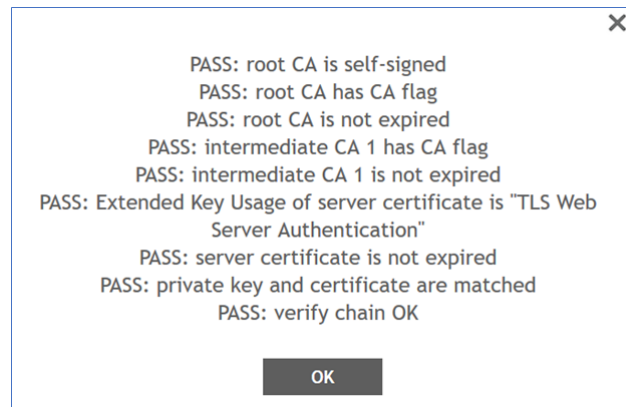 PASS: root CA is self-signed
PASS: root CA has CA flag
PASS: root CA is not expired
PASS: intermediate CA 1 has CA flag
PASS: intermediate CA 1 is not expired
PASS: Extended Key Usage of server certificate is "TLS Web
Server Authentication"
PASS: server certificate is not expired
PASS: private key and certificate are matched
PASS: verify chain OK
OK